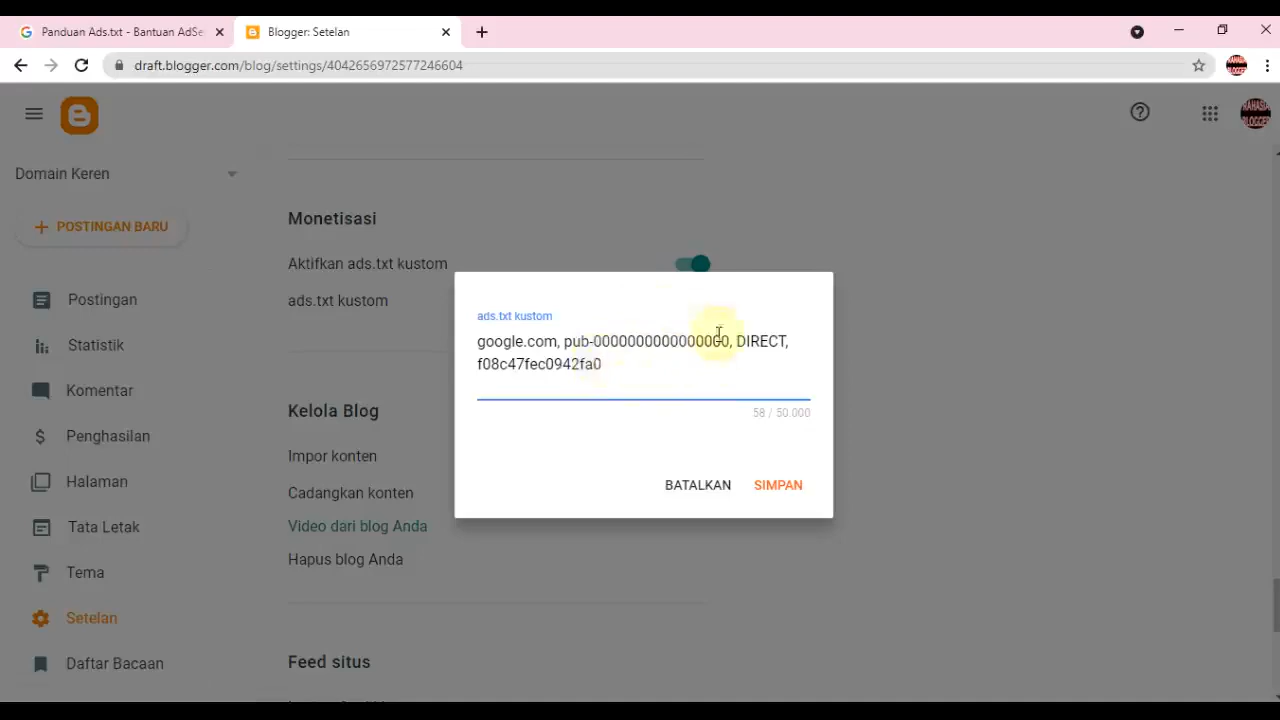 Panduan Ads.txt - Bantuan AdSe
Blogger: Setelan
draft.blogger.com/blog/settings/4042656972577246604
Domain Keren
POSTINGAN BARU
Postingan
Statistik
Komentar
Penghasilan
Halaman
Tata Letak
Tema
Setelan
Daftar Bacaan
Monetisasi
Aktifkan ads.txt kustom
ads.txt kustom
Kelola Blog
Impor konten
Cadangkan konten
Video dari blog Anda
Hapus blog Anda
Feed situs
ads.txt kustom
google.com, pub-0000000000000000, DIRECT,
f08c47fec0942fa0
58 / 50.000
BATALKAN
SIMPAN